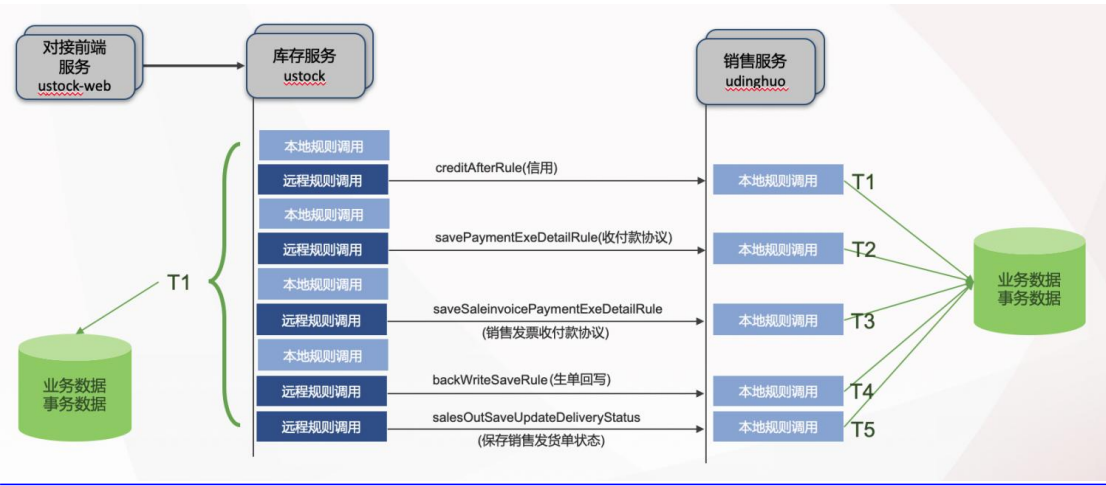 对接前端
服务
ustock-web
库存服务
ustock
销售服务
udinghuo
本地规则调用
远程规则调用
creditAfterRule(信用)
本地规则调用
T1
本地规则调用
远程规则调用
savePaymentExeDetailRule(收付款协议)
本地规则调用
T2
本地规则调用
远程规则调用
saveSaleinvoicePaymentExeDetailRule
(销售发票收付款协议)
本地规则调用
T3
本地规则调用
远程规则调用
backWriteSaveRule(生单回写)
本地规则调用
T4
远程规则调用
salesOutSaveUpdateDeliveryStatus
(保存销售发货单状态)
本地规则调用
T5
T1
业务数据
事务数据
业务数据
事务数据